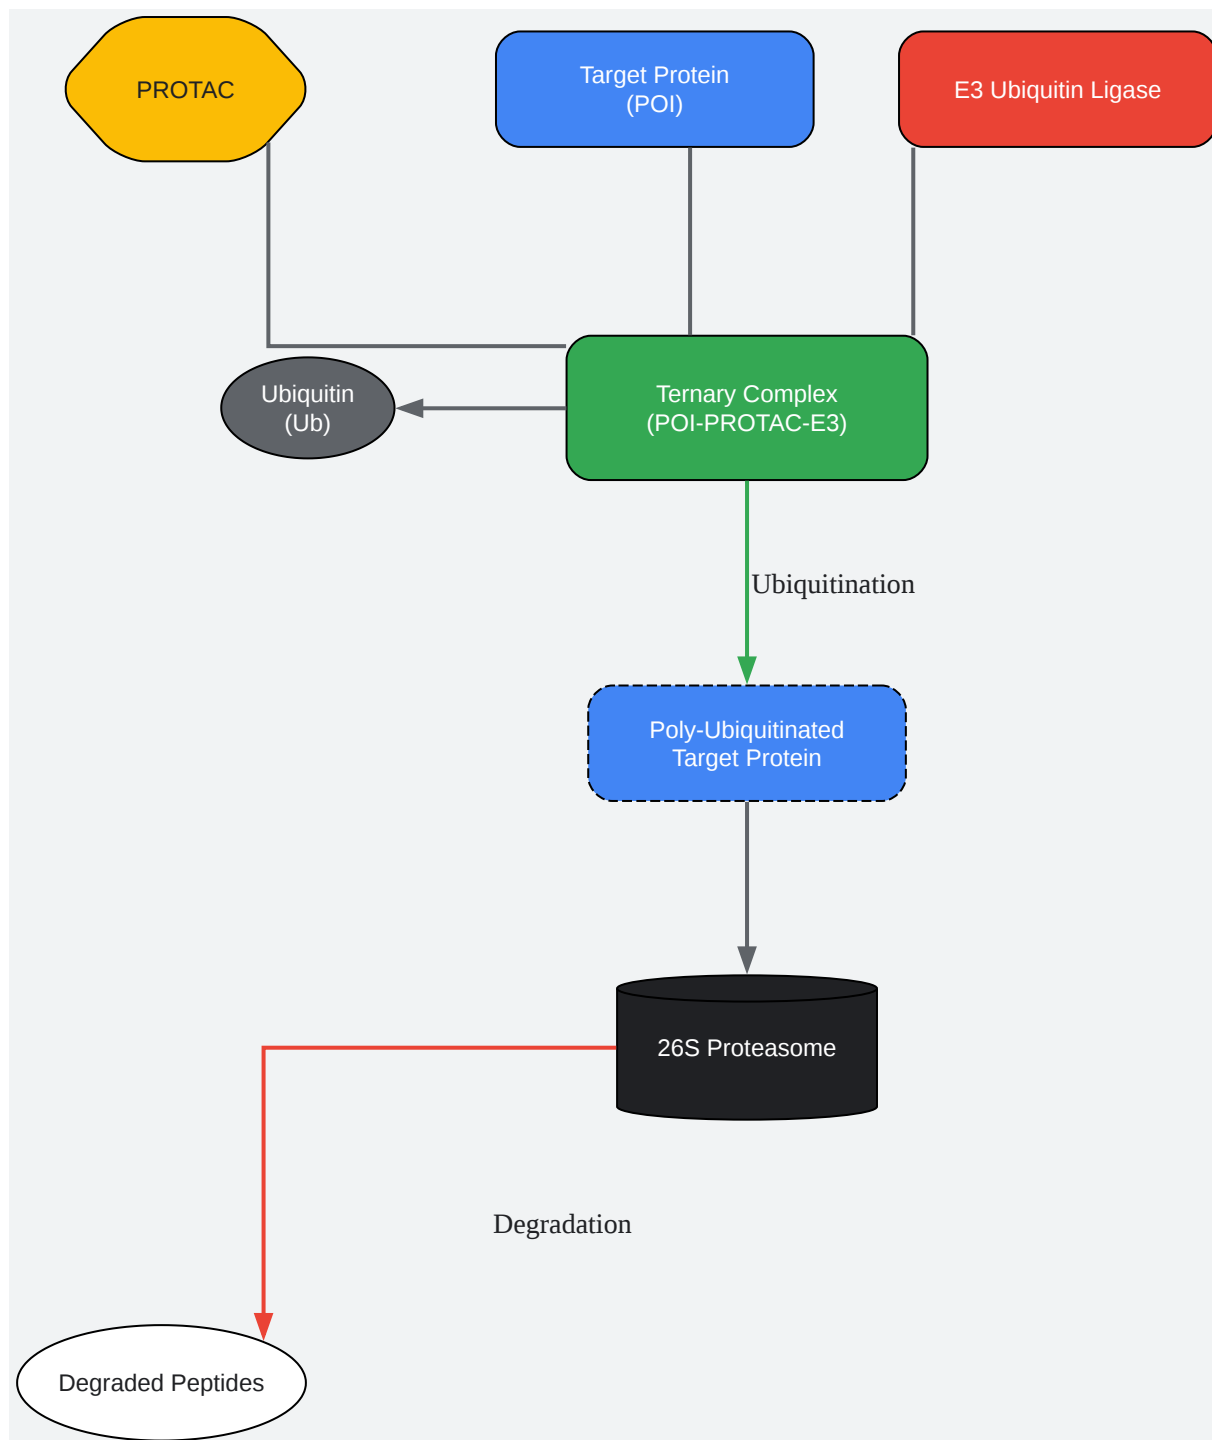 PROTAC
Target Protein
(POI)
E3 Ubiquitin Ligase
Ubiquitin
(Ub)
Ternary Complex
(POI-PROTAC-E3)
Ubiquitination
Poly-Ubiquitinated
Target Protein
26S Proteasome
Degradation
Degraded Peptides